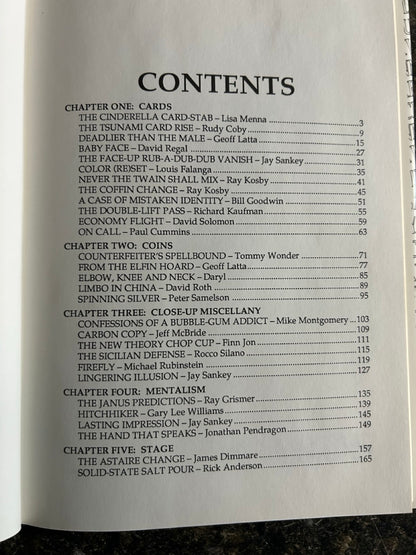 CONTENTS
CHAPTER ONE: CARDS
THE CINDERELLA CARD-STAB – Lisa Menna 3
THE TSUNAMI CARD RISE – Rudy Coby 9
DEADLIER THAN THE MALE – Geoff Latta 15
BABY FACE – David Regal 27
THE FACE-UP RUB-A-DUB-DUB VANISH – Jay Sankey 31
COLOR (RE)SET – Louis Falanga 35
NEVER THE TWAIN SHALL MIX – Ray Kosby 41
THE COFFIN CHANGE – Ray Kosby 45
A CASE OF MISTAKEN IDENTITY – Bill Goodwin 51
THE DOUBLE-LIFT PASS – Richard Kaufman 55
ECONOMY FLIGHT – David Solomon 59
ON CALL – Paul Cummins 63
CHAPTER TWO: COINS
COUNTERFEITER'S SPELLBOUND – Tommy Wonder 71
FROM THE ELFIN HOARD – Geoff Latta 77
ELBOW, KNEE AND NECK – Daryl 85
LIMBO IN CHINA – David Roth 89
SPINNING SILVER – Peter Samelson 95
CHAPTER THREE: CLOSE-UP MISCELLANY
CONFESSIONS OF A BUBBLE-GUM ADDICT – Mike Montgomery ...103
CARBON COPY – Jeff McBride 109
THE NEW THEORY CHOP CUP – Finn Jon 111
THE SICILIAN DEFENSE – Rocco Silano 115
FIREFLY – Michael Rubinstein 119
LINGERING ILLUSION – Jay Sankey 127
CHAPTER FOUR: MENTALISM
THE JANUS PREDICTIONS – Ray Grismer 135
HITCHHIKER – Gary Lee Williams 139
LASTING IMPRESSION – Jay Sankey 145
THE HAND THAT SPEAKS – Jonathan Pendragon 149
CHAPTER FIVE: STAGE
THE ASTAIRE CHANGE – James Dimmare 157
SOLID-STATE SALT POUR – Rick Anderson 165